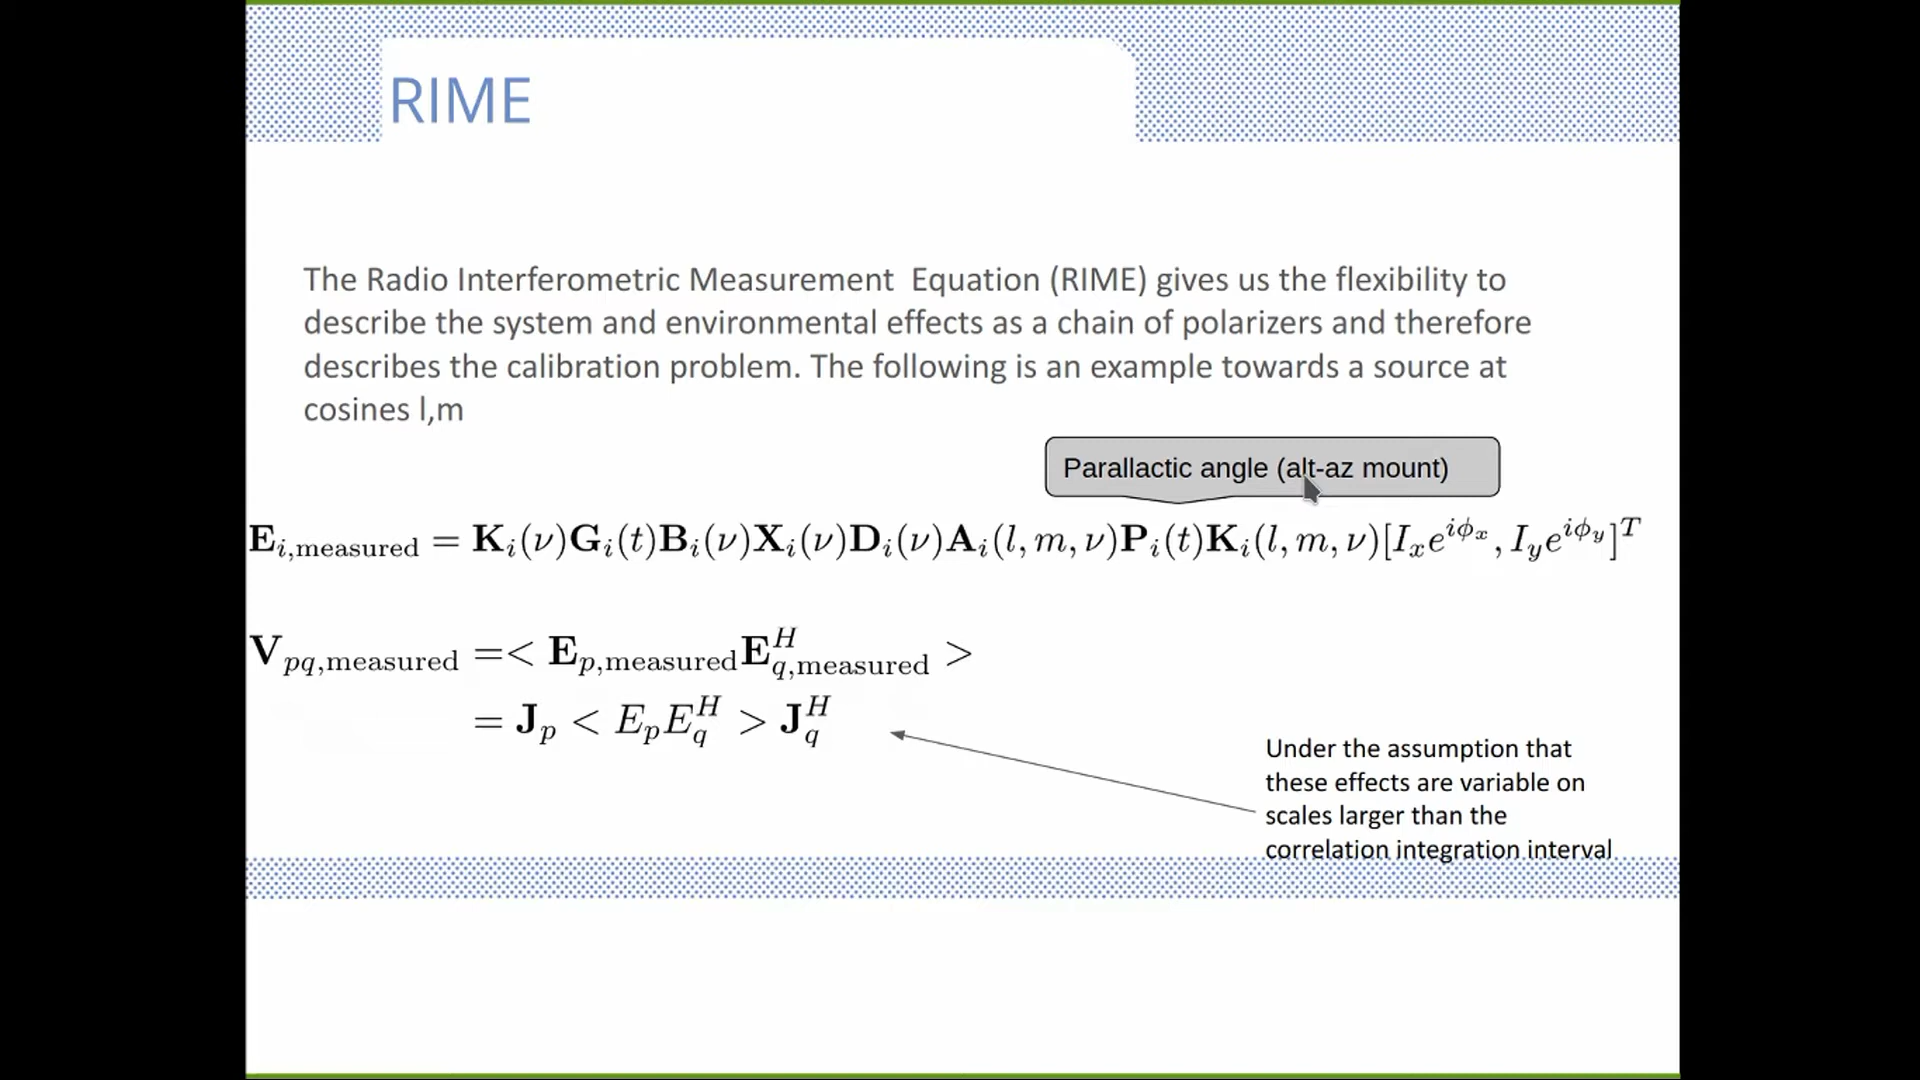 RIME
The Radio Interferometric Measurement Equation (RIME) gives us the flexibility to
describe the system and environmental effects as a chain of polarizers and therefore
describes the calibration problem. The following is an example towards a source at
cosines l,m
Parallactic angle (alt-az mount)
𝐄_{i,measured} = 𝐊_i(ν)𝐆_i(t)𝐁_i(ν)𝐗_i(ν)𝐃_i(ν)𝐀_i(l, m, ν)𝐏_i(t)𝐊_i(l, m, ν)[I_x e^{iϕ_x}, I_y e^{iϕ_y}]^T
𝐕_{pq,measured} =< 𝐄_{p,measured}𝐄^H_{q,measured} >
= 𝐉_p < E_p E_q^H > 𝐉_q^H
Under the assumption that
these effects are variable on
scales larger than the
correlation integration interval